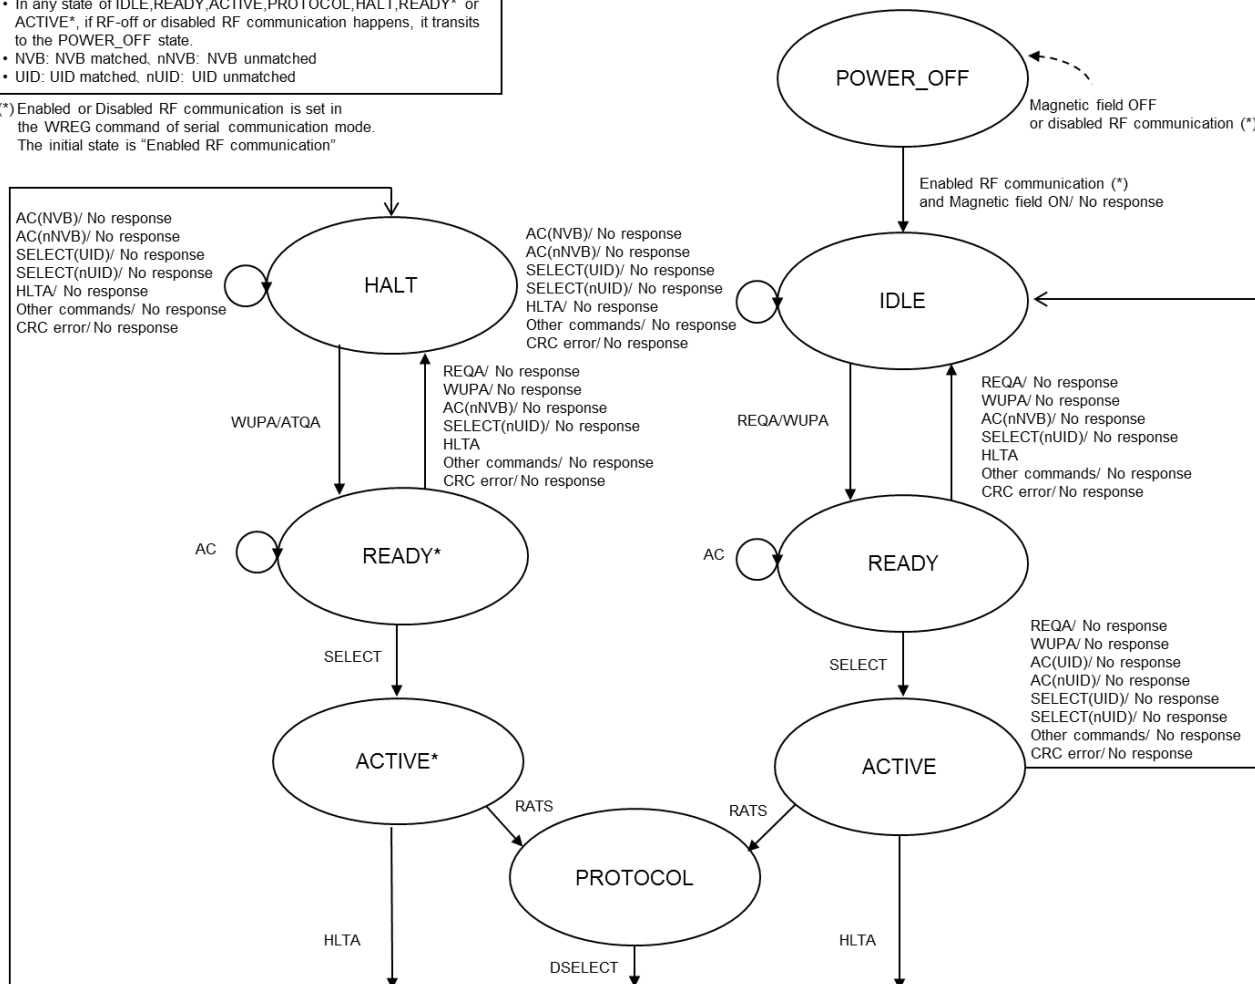 • In any state of IDLE,READY,ACTIVE,PROTOCOL,HALT,READY* or
ACTIVE*, if RF-off or disabled RF communication happens, it transits
to the POWER_OFF state.
• NVB: NVB matched、nNVB: NVB unmatched
• UID: UID matched、nUID: UID unmatched
(*) Enabled or Disabled RF communication is set in
the WREG command of serial communication mode.
The initial state is “Enabled RF communication”
POWER_OFF
Magnetic field OFF
or disabled RF communication (*)
Enabled RF communication (*)
and Magnetic field ON/ No response
AC(NVB)/ No response
AC(nNVB)/ No response
SELECT(UID)/ No response
SELECT(nUID)/ No response
HLTA/ No response
Other commands/ No response
CRC error/ No response
HALT
AC(NVB)/ No response
AC(nNVB)/ No response
SELECT(UID)/ No response
SELECT(nUID)/ No response
HLTA/ No response
Other commands/ No response
CRC error/ No response
IDLE
WUPA/ATQA
REQA/ No response
WUPA/ No response
AC(nNVB)/ No response
SELECT(nUID)/ No response
HLTA
Other commands/ No response
CRC error/ No response
REQA/WUPA
REQA/ No response
WUPA/ No response
AC(nNVB)/ No response
SELECT(nUID)/ No response
HLTA
Other commands/ No response
CRC error/ No response
AC
READY*
AC
READY
SELECT
SELECT
REQA/ No response
WUPA/ No response
AC(UID)/ No response
AC(nUID)/ No response
SELECT(UID)/ No response
SELECT(nUID)/ No response
Other commands/ No response
CRC error/ No response
ACTIVE*
ACTIVE
RATS
RATS
PROTOCOL
HLTA
HLTA
DSELECT